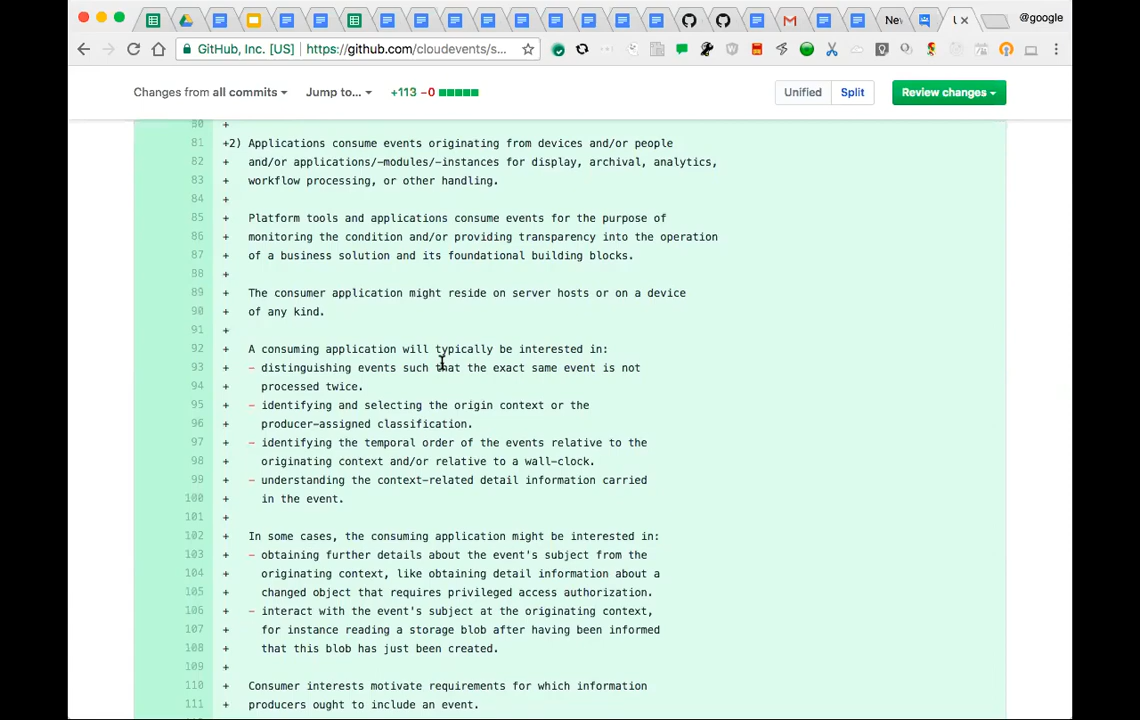 Nev
@google
GitHub, Inc. [US] | https://github.com/cloudevents/s...
Changes from all commits
Jump to...
+113 −0
Unified
Split
Review changes
80 +
81 +2) Applications consume events originating from devices and/or people
82 + and/or applications/-modules/-instances for display, archival, analytics,
83 + workflow processing, or other handling.
84 +
85 + Platform tools and applications consume events for the purpose of
86 + monitoring the condition and/or providing transparency into the operation
87 + of a business solution and its foundational building blocks.
88 +
89 + The consumer application might reside on server hosts or on a device
90 + of any kind.
91 +
92 + A consuming application will typically be interested in:
93 + - distinguishing events such that the exact same event is not
94 + processed twice.
95 + - identifying and selecting the origin context or the
96 + producer-assigned classification.
97 + - identifying the temporal order of the events relative to the
98 + originating context and/or relative to a wall-clock.
99 + - understanding the context-related detail information carried
100 + in the event.
101 +
102 + In some cases, the consuming application might be interested in:
103 + - obtaining further details about the event's subject from the
104 + originating context, like obtaining detail information about a
105 + changed object that requires privileged access authorization.
106 + - interact with the event's subject at the originating context,
107 + for instance reading a storage blob after having been informed
108 + that this blob has just been created.
109 +
110 + Consumer interests motivate requirements for which information
111 + producers ought to include an event.